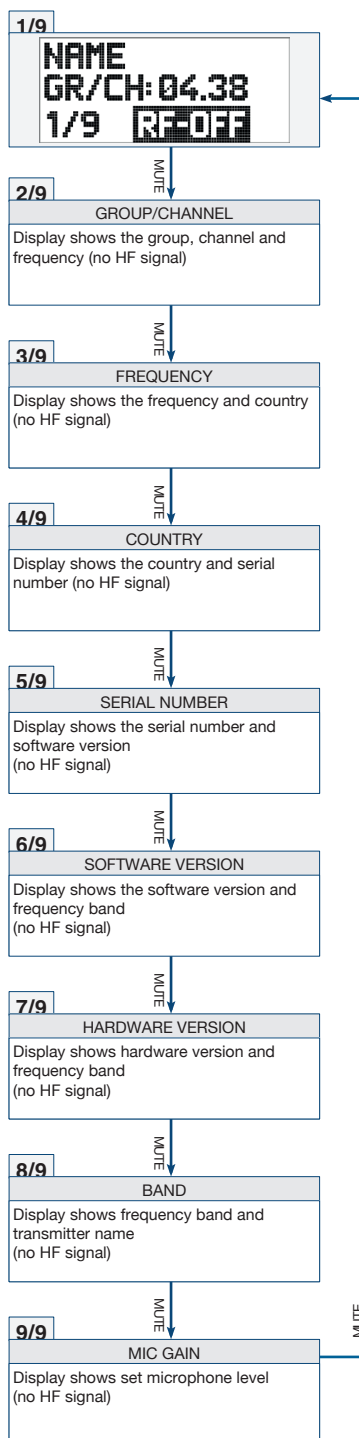 1/9
NAME
GR/CH:04.38
1/9 RF-OFF
MUTE
2/9
GROUP/CHANNEL
Display shows the group, channel and
frequency (no HF signal)
MUTE
3/9
FREQUENCY
Display shows the frequency and country
(no HF signal)
MUTE
4/9
COUNTRY
Display shows the country and serial
number (no HF signal)
MUTE
5/9
SERIAL NUMBER
Display shows the serial number and
software version
(no HF signal)
MUTE
6/9
SOFTWARE VERSION
Display shows the software version and
frequency band
(no HF signal)
MUTE
7/9
HARDWARE VERSION
Display shows hardware version and
frequency band
(no HF signal)
MUTE
8/9
BAND
Display shows frequency band and
transmitter name
(no HF signal)
MUTE
9/9
MIC GAIN
Display shows set microphone level
(no HF signal)
MUTE